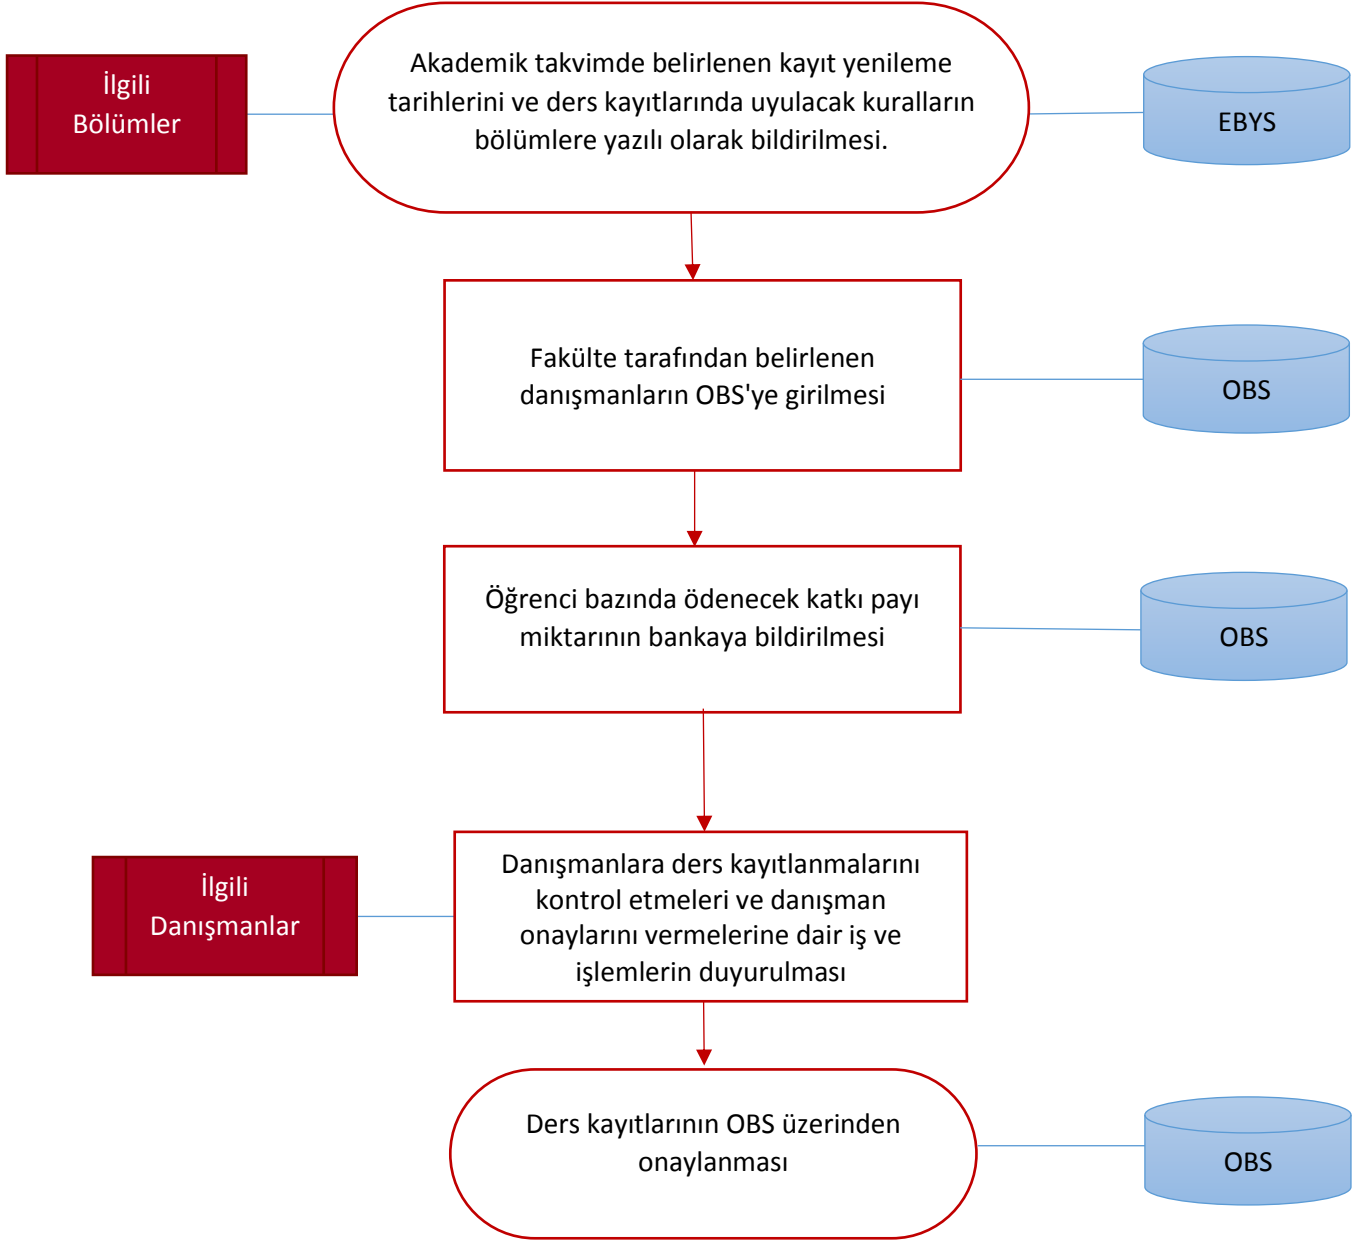 İlgili
Bölümler
Akademik takvimde belirlenen kayıt yenileme
tarihlerini ve ders kayıtlarında uyulacak kuralların
bölümlere yazılı olarak bildirilmesi.
EBYS
Fakülte tarafından belirlenen
danışmanların OBS'ye girilmesi
OBS
Öğrenci bazında ödenecek katkı payı
miktarının bankaya bildirilmesi
OBS
İlgili
Danışmanlar
Danışmanlara ders kayıtlanmalarını
kontrol etmeleri ve danışman
onaylarını vermelerine dair iş ve
işlemlerin duyurulması
Ders kayıtlarının OBS üzerinden
onaylanması
OBS